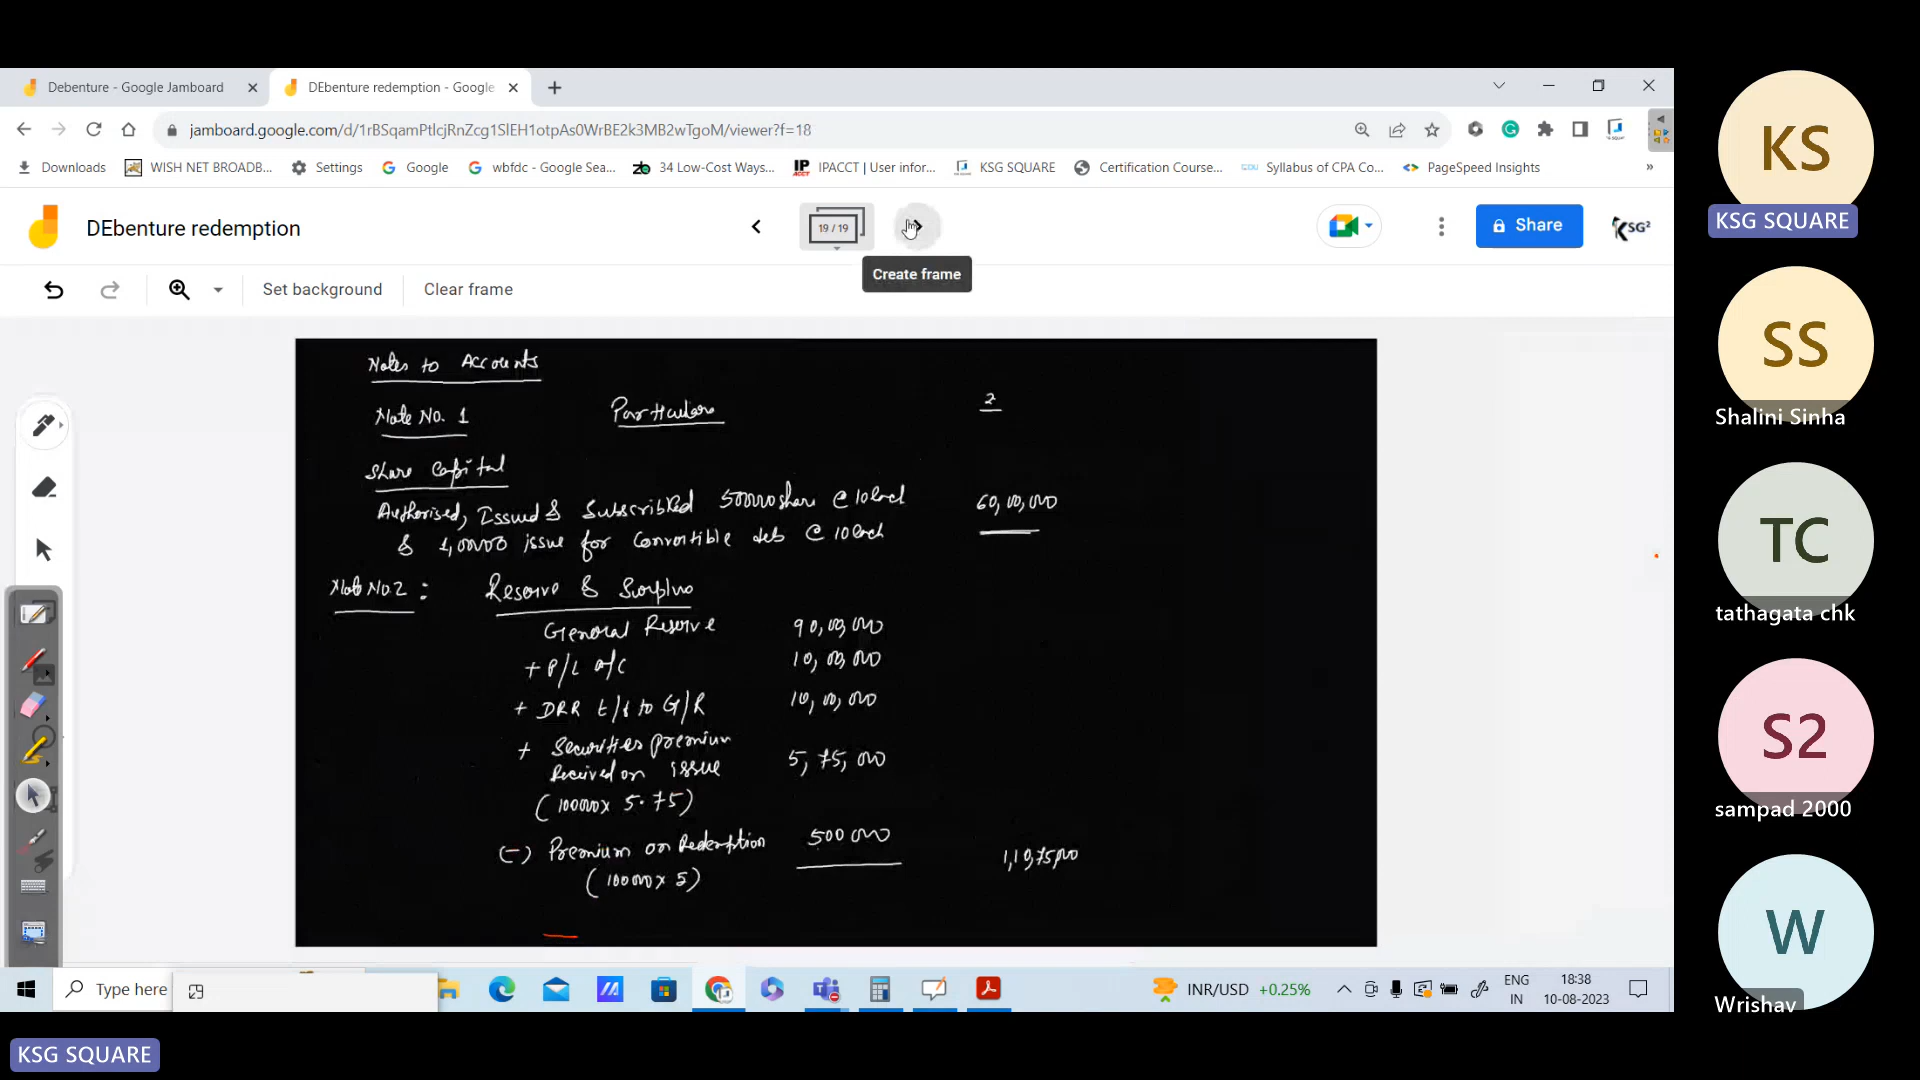 Debenture - Google Jamboard
DEbenture redemption - Google
jamboard.google.com/d/1rBSqamPtlcjRnZcg1SlEH1otpAs0WrBE2k3MB2wTgoM/viewer?f=18
Downloads WISH NET BROADB... Settings Google wbfdc - Google Sea... 34 Low-Cost Ways... IPACCT | User infor... KSG SQUARE Certification Course... Syllabus of CPA Co... PageSpeed Insights »
DEbenture redemption
19 / 19
Share
KSG²
Create frame
Set background Clear frame
Notes to Accounts
Note No. 1 Particulars
Share Capital
Authorised, Issued & Subscribed 500000 share @ 10 each 60,00,000
& 1,00000 issue for Convertible deb @ 10 each
Note No.2 : Reserve & Surplus
General Reserve 90,00,000
+ P/L a/c 10,00,000
+ DRR t/f to G/R 10,00,000
+ Securities premium
Received on issue 5,75,000
(100000 x 5.75)
(-) Premium on Redemption 500000 1,10,75,000
(100000 x 5)
Type here
INR/USD +0.25%
ENG
IN
18:38
10-08-2023
KS
KSG SQUARE
SS
Shalini Sinha
TC
tathagata chk
S2
sampad 2000
W
Wrishav
KSG SQUARE